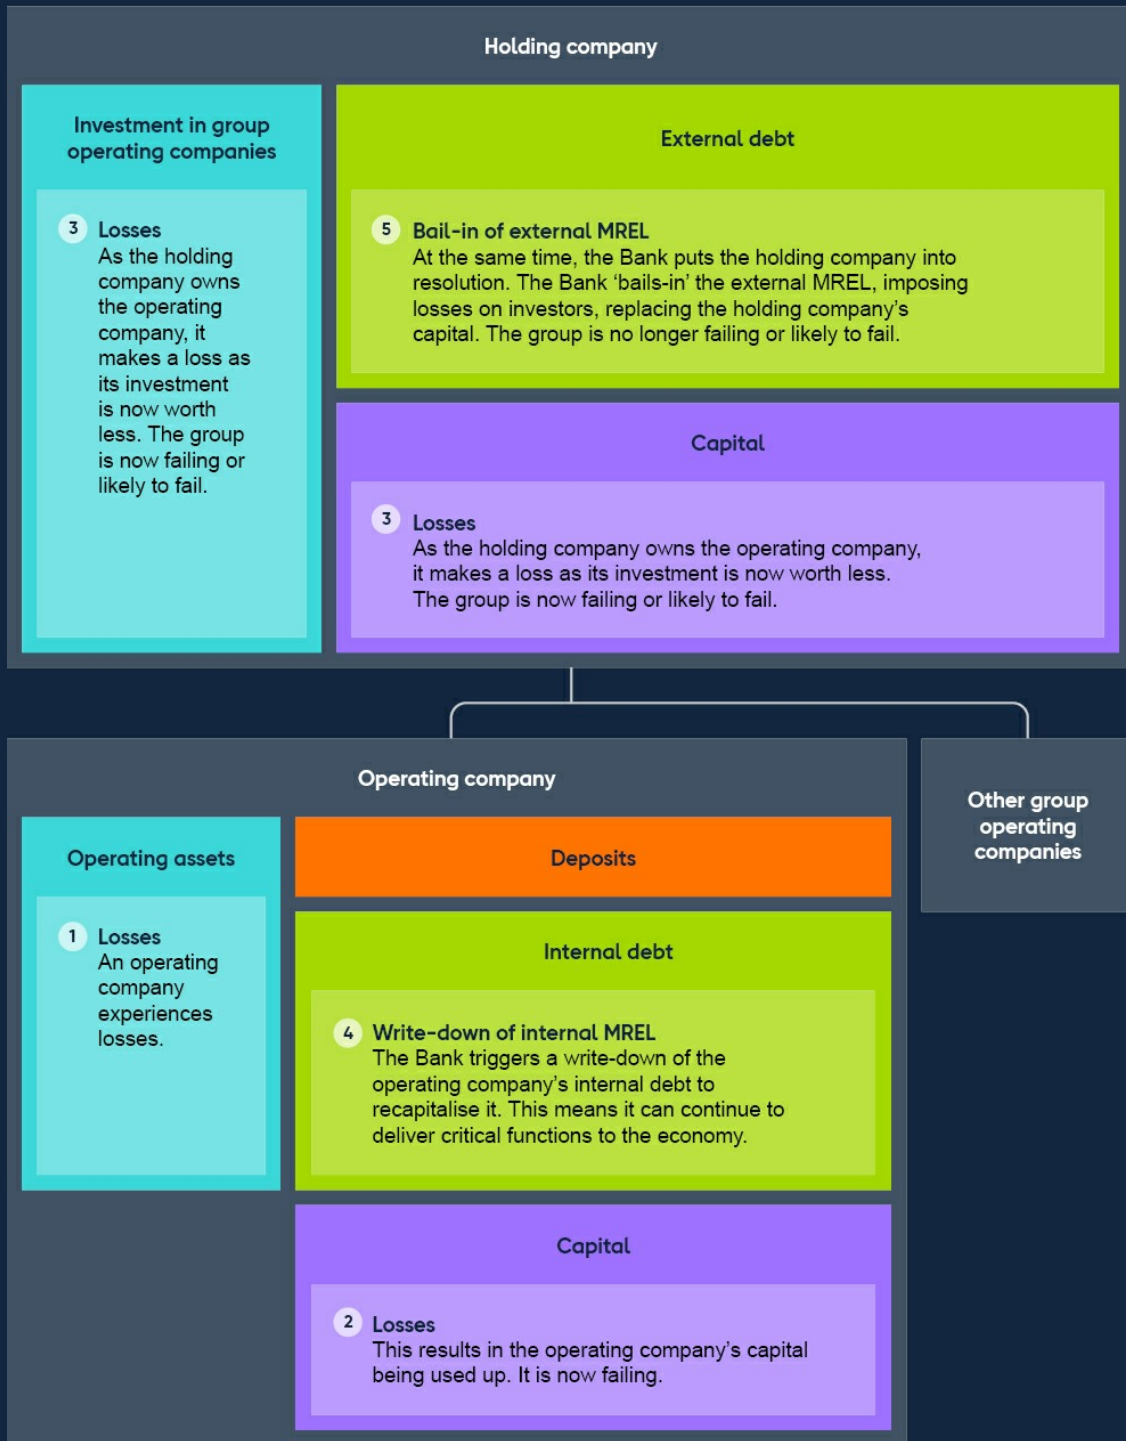 Holding company
Investment in group
operating companies
3 Losses
As the holding
company owns
the operating
company, it
makes a loss as
its investment
is now worth
less. The group
is now failing or
likely to fail.
External debt
5 Bail-in of external MREL
At the same time, the Bank puts the holding company into
resolution. The Bank ‘bails-in’ the external MREL, imposing
losses on investors, replacing the holding company’s
capital. The group is no longer failing or likely to fail.
Capital
3 Losses
As the holding company owns the operating company,
it makes a loss as its investment is now worth less.
The group is now failing or likely to fail.
Operating company
Operating assets
1 Losses
An operating
company
experiences
losses.
Deposits
Internal debt
4 Write-down of internal MREL
The Bank triggers a write-down of the
operating company’s internal debt to
recapitalise it. This means it can continue to
deliver critical functions to the economy.
Capital
2 Losses
This results in the operating company’s capital
being used up. It is now failing.
Other group
operating
companies